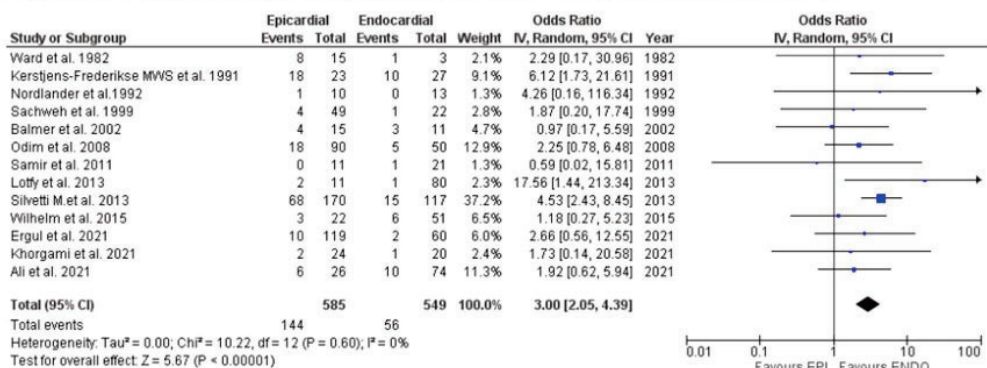 Epicardial Endocardial Odds Ratio Odds Ratio
Study or Subgroup Events Total Events Total Weight IV, Random, 95% CI Year IV, Random, 95% CI
Ward et al. 1982 8 15 1 3 2.1% 2.29 [0.17, 30.96] 1982
Kerstjens-Frederikse MWS et al. 1991 18 23 10 27 9.1% 6.12 [1.73, 21.61] 1991
Nordlander et al.1992 1 10 0 13 1.3% 4.26 [0.16, 116.34] 1992
Sachweh et al. 1999 4 49 1 22 2.9% 1.87 [0.20, 17.74] 1999
Balmer et al. 2002 4 15 3 11 4.7% 0.97 [0.17, 5.59] 2002
Odim et al. 2008 18 90 5 50 12.9% 2.25 [0.78, 6.48] 2008
Samir et al. 2011 0 11 1 21 1.3% 0.59 [0.02, 15.81] 2011
Lotfy et al. 2013 2 11 1 80 2.3% 17.56 [1.44, 213.34] 2013
Silvetti M.et al. 2013 68 170 15 117 37.2% 4.53 [2.43, 8.45] 2013
Wilhelm et al. 2015 3 22 6 51 6.5% 1.18 [0.27, 5.23] 2015
Ergul et al. 2021 10 119 2 60 6.0% 2.66 [0.56, 12.55] 2021
Khorgami et al. 2021 2 24 1 20 2.4% 1.73 [0.14, 20.58] 2021
Ali et al. 2021 6 26 10 74 11.3% 1.92 [0.62, 5.94] 2021
Total (95% CI) 585 549 100.0% 3.00 [2.05, 4.39]
Total events 144 56
Heterogeneity: Tau² = 0.00; Chi² = 10.22, df = 12 (P = 0.60); I² = 0%
Test for overall effect: Z = 5.67 (P < 0.00001)
0.01 0.1 1 10 100
Favours EPI Favours ENDO